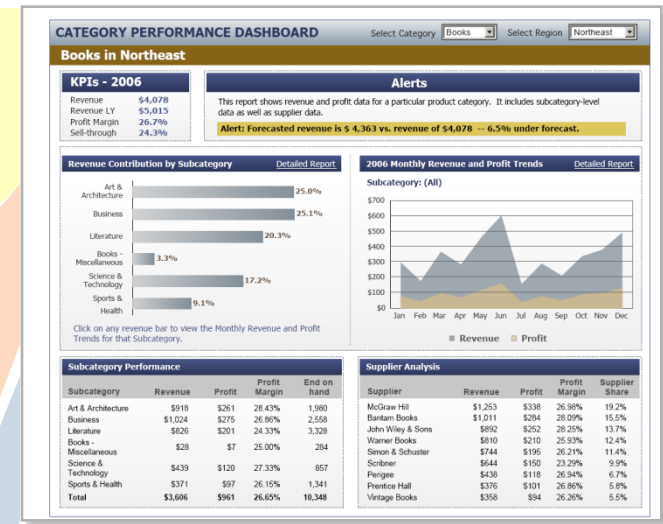 CATEGORY PERFORMANCE DASHBOARD
Select Category Books Select Region Northeast
Books in Northeast
KPIs - 2006
Revenue $4,078
Revenue LY $5,015
Profit Margin 26.7%
Sell-through 24.3%
Alerts
This report shows revenue and profit data for a particular product category. It includes subcategory-level
data as well as supplier data.
Alert: Forecasted revenue is $ 4,363 vs. revenue of $4,078 -- 6.5% under forecast.
Revenue Contribution by Subcategory Detailed Report
Art &
Architecture 25.0%
Business 25.1%
Literature 20.3%
Books -
Miscellaneous 3.3%
Science &
Technology 17.2%
Sports &
Health 9.1%
Click on any revenue bar to view the Monthly Revenue and Profit
Trends for that Subcategory.
2006 Monthly Revenue and Profit Trends Detailed Report
Subcategory: (All)
$700
$600
$500
$400
$300
$200
$100
$0
Jan Feb Mar Apr May Jun Jul Aug Sep Oct Nov Dec
Revenue Profit
Subcategory Performance
Subcategory Revenue Profit Profit Margin End on hand
Art & Architecture $918 $261 28.43% 1,980
Business $1,024 $275 26.86% 2,558
Literature $826 $201 24.33% 3,328
Books -
Miscellaneous $28 $7 25.00% 284
Science &
Technology $439 $120 27.33% 857
Sports & Health $371 $97 26.15% 1,341
Total $3,606 $961 26.65% 10,348
Supplier Analysis
Supplier Revenue Profit Profit Margin Supplier Share
McGraw Hill $1,253 $338 26.98% 19.2%
Bantam Books $1,011 $284 28.09% 15.5%
John Wiley & Sons $892 $252 28.25% 13.7%
Warner Books $810 $210 25.93% 12.4%
Simon & Schuster $744 $195 26.21% 11.4%
Scribner $644 $150 23.29% 9.9%
Perigee $438 $118 26.94% 6.7%
Prentice Hall $376 $101 26.86% 5.8%
Vintage Books $358 $94 26.26% 5.5%